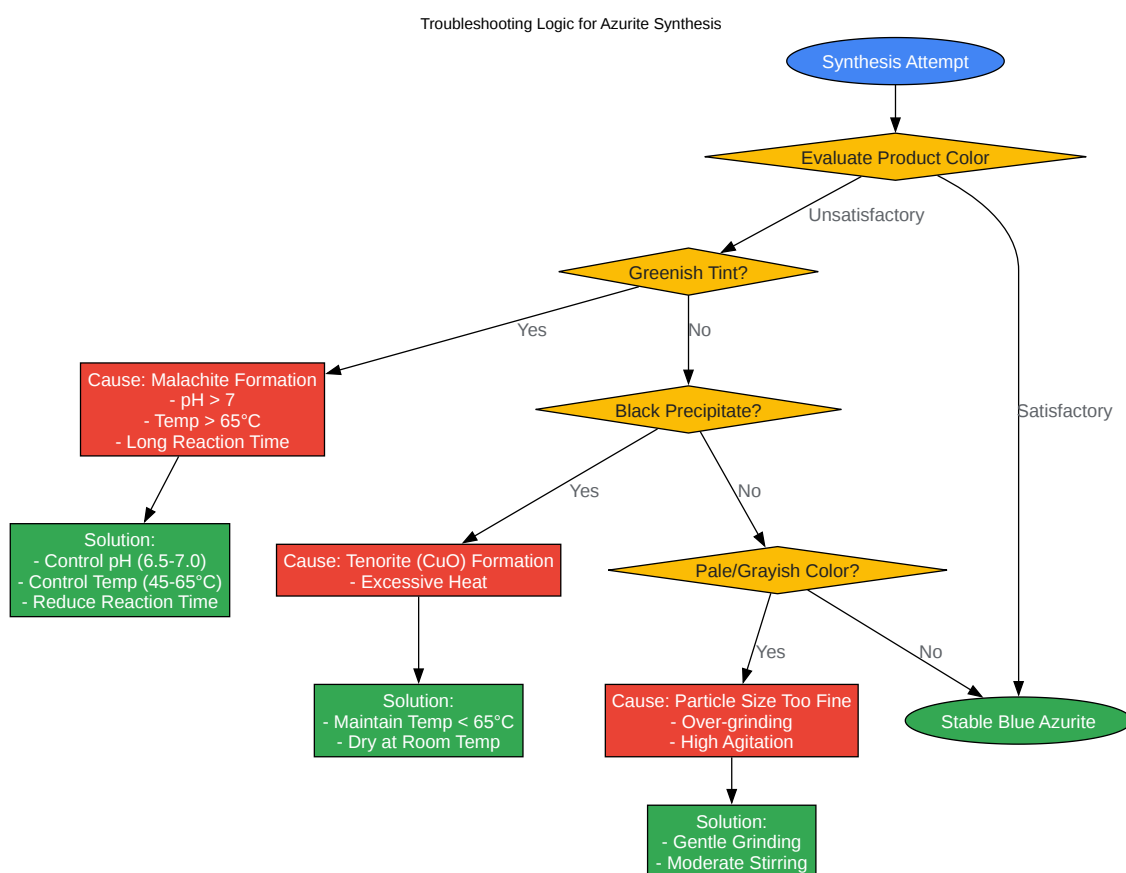 Troubleshooting Logic for Azurite Synthesis
Synthesis Attempt
Evaluate Product Color
Unsatisfactory
Greenish Tint?
Yes
No
Cause: Malachite Formation
- pH > 7
- Temp > 65°C
- Long Reaction Time
Black Precipitate?
Satisfactory
Yes
No
Solution:
- Control pH (6.5-7.0)
- Control Temp (45-65°C)
- Reduce Reaction Time
Cause: Tenorite (CuO) Formation
- Excessive Heat
Pale/Grayish Color?
Yes
No
Solution:
- Maintain Temp < 65°C
- Dry at Room Temp
Cause: Particle Size Too Fine
- Over-grinding
- High Agitation
Stable Blue Azurite
Solution:
- Gentle Grinding
- Moderate Stirring